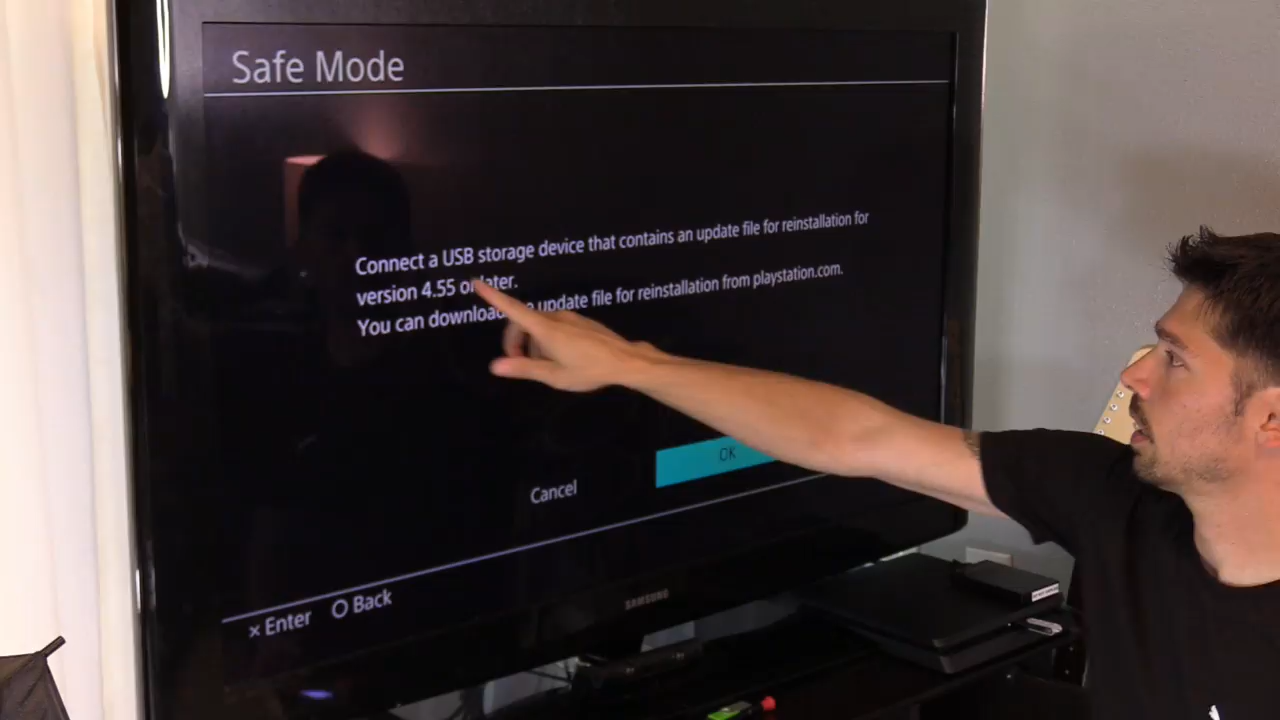 Safe Mode
Connect a USB storage device that contains an update file for reinstallation for
version 4.55 or later.
You can download update file for reinstallation from playstation.com.
OK
Cancel
× Enter ○ Back
SAMSUNG